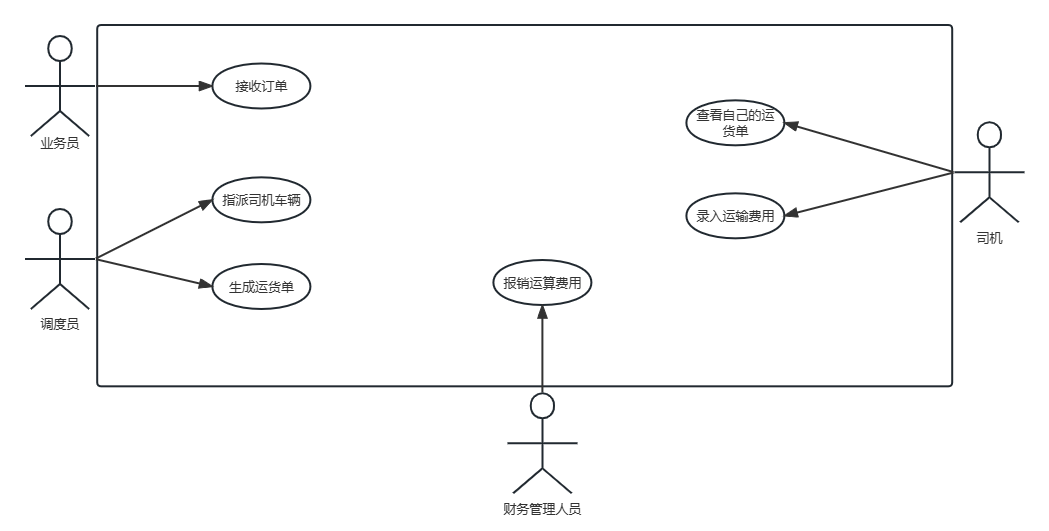 接收订单
业务员
指派司机车辆
生成运货单
调度员
查看自己的运
货单
录入运输费用
司机
报销运算费用
财务管理人员